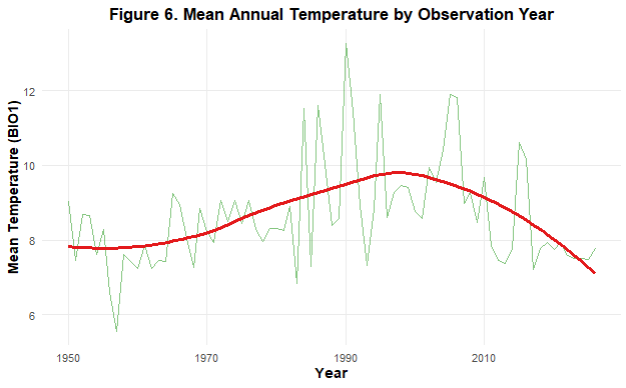 Figure 6. Mean Annual Temperature by Observation Year
Mean Temperature (BIO1)
12
10
8
6
1950
1970
1990
2010
Year